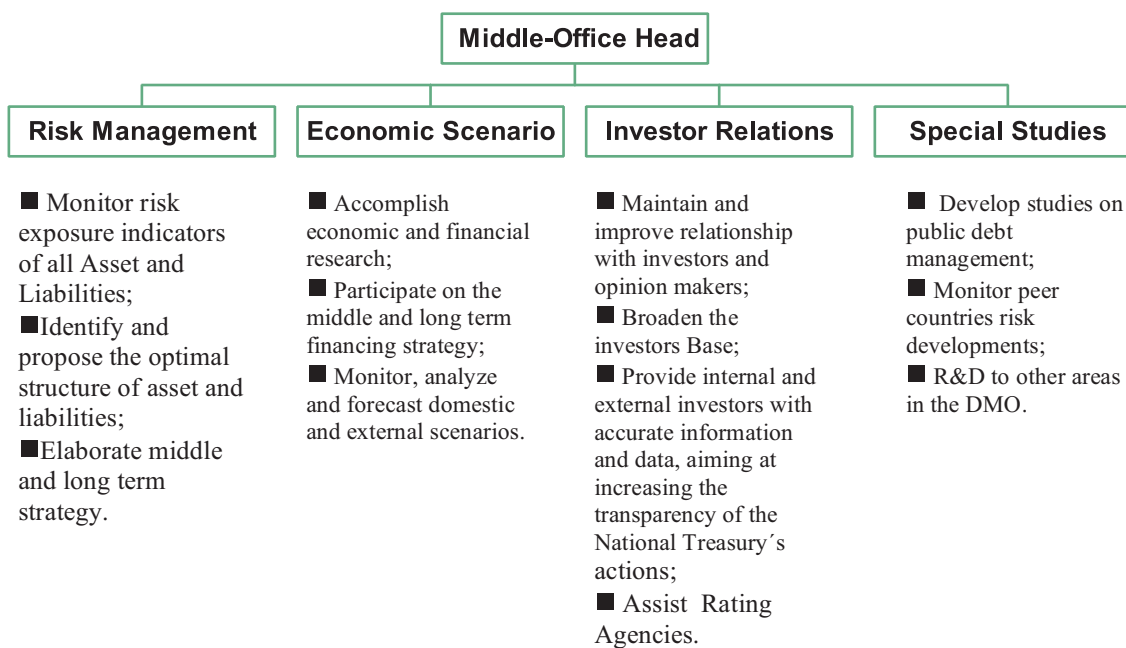 Middle-Office Head
Risk Management
Economic Scenario
Investor Relations
Special Studies
■ Monitor risk
exposure indicators
of all Asset and
Liabilities;
■Identify and
propose the optimal
structure of asset and
liabilities;
■Elaborate middle
and long term
strategy.
■ Accomplish
economic and financial
research;
■ Participate on the
middle and long term
financing strategy;
■ Monitor, analyze
and forecast domestic
and external scenarios.
■ Maintain and
improve relationship
with investors and
opinion makers;
■ Broaden the
investors Base;
■ Provide internal and
external investors with
accurate information
and data, aiming at
increasing the
transparency of the
National Treasury´s
actions;
■ Assist Rating
Agencies.
■ Develop studies on
public debt
management;
■ Monitor peer
countries risk
developments;
■ R&D to other areas
in the DMO.